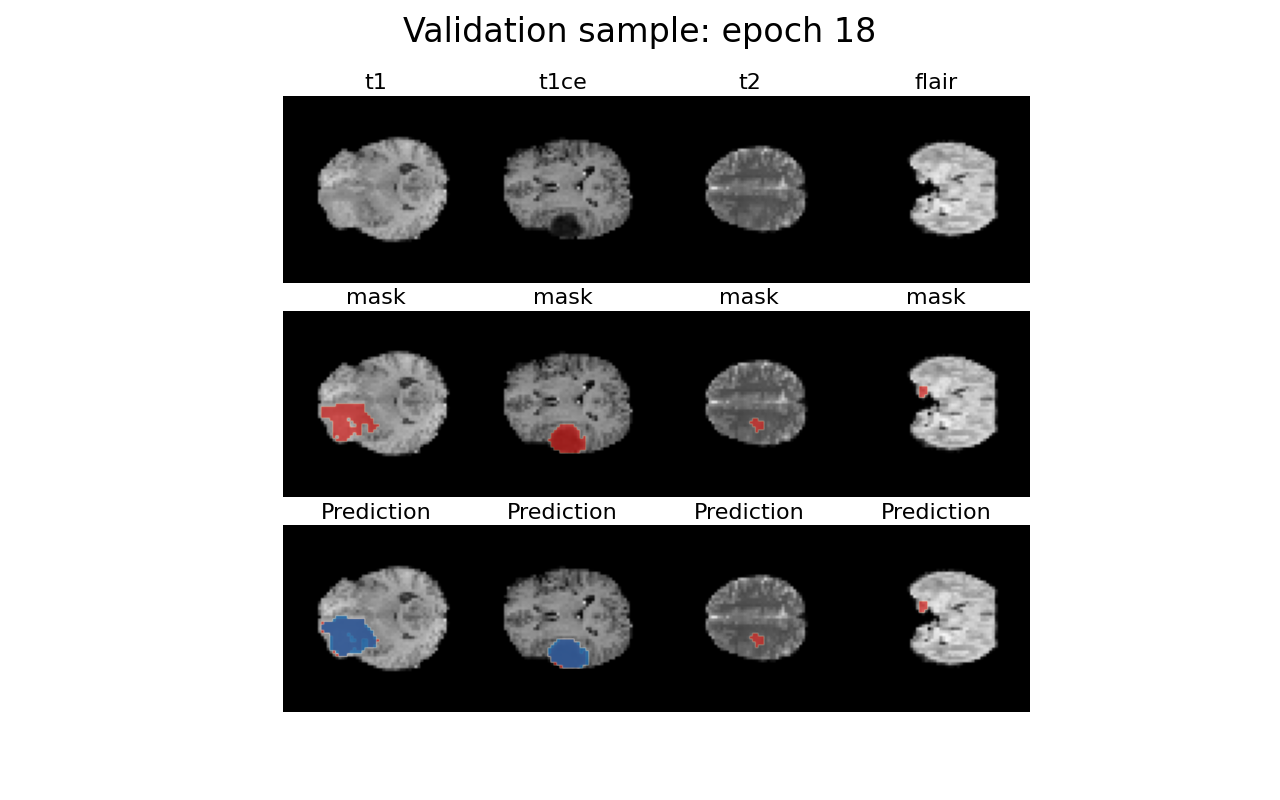 Validation sample: epoch 18
t1 t1ce t2 flair
mask mask mask mask
Prediction Prediction Prediction Prediction